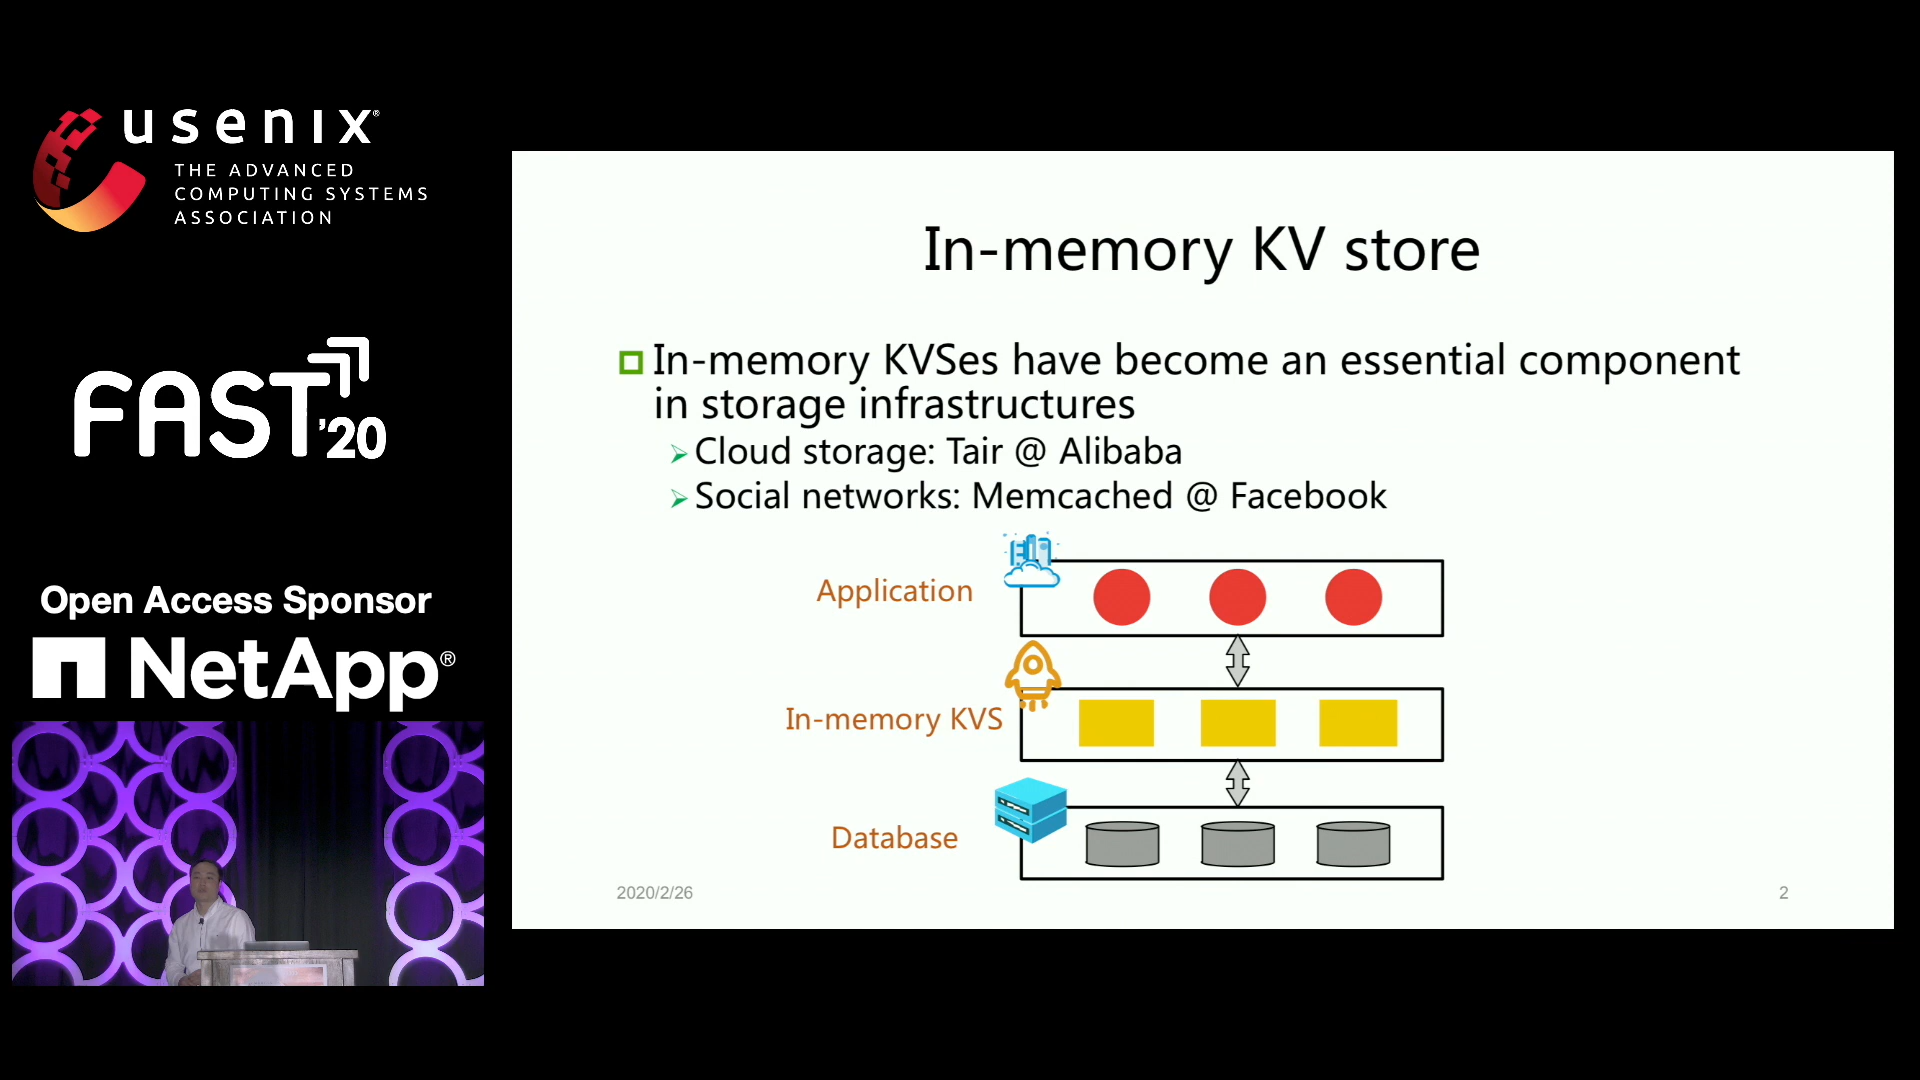 usenix®
THE ADVANCED
COMPUTING SYSTEMS
ASSOCIATION
FAST'20
Open Access Sponsor
NetApp®
In-memory KV store
In-memory KVSes have become an essential component
in storage infrastructures
Cloud storage: Tair @ Alibaba
Social networks: Memcached @ Facebook
Application
In-memory KVS
Database
2020/2/26
2